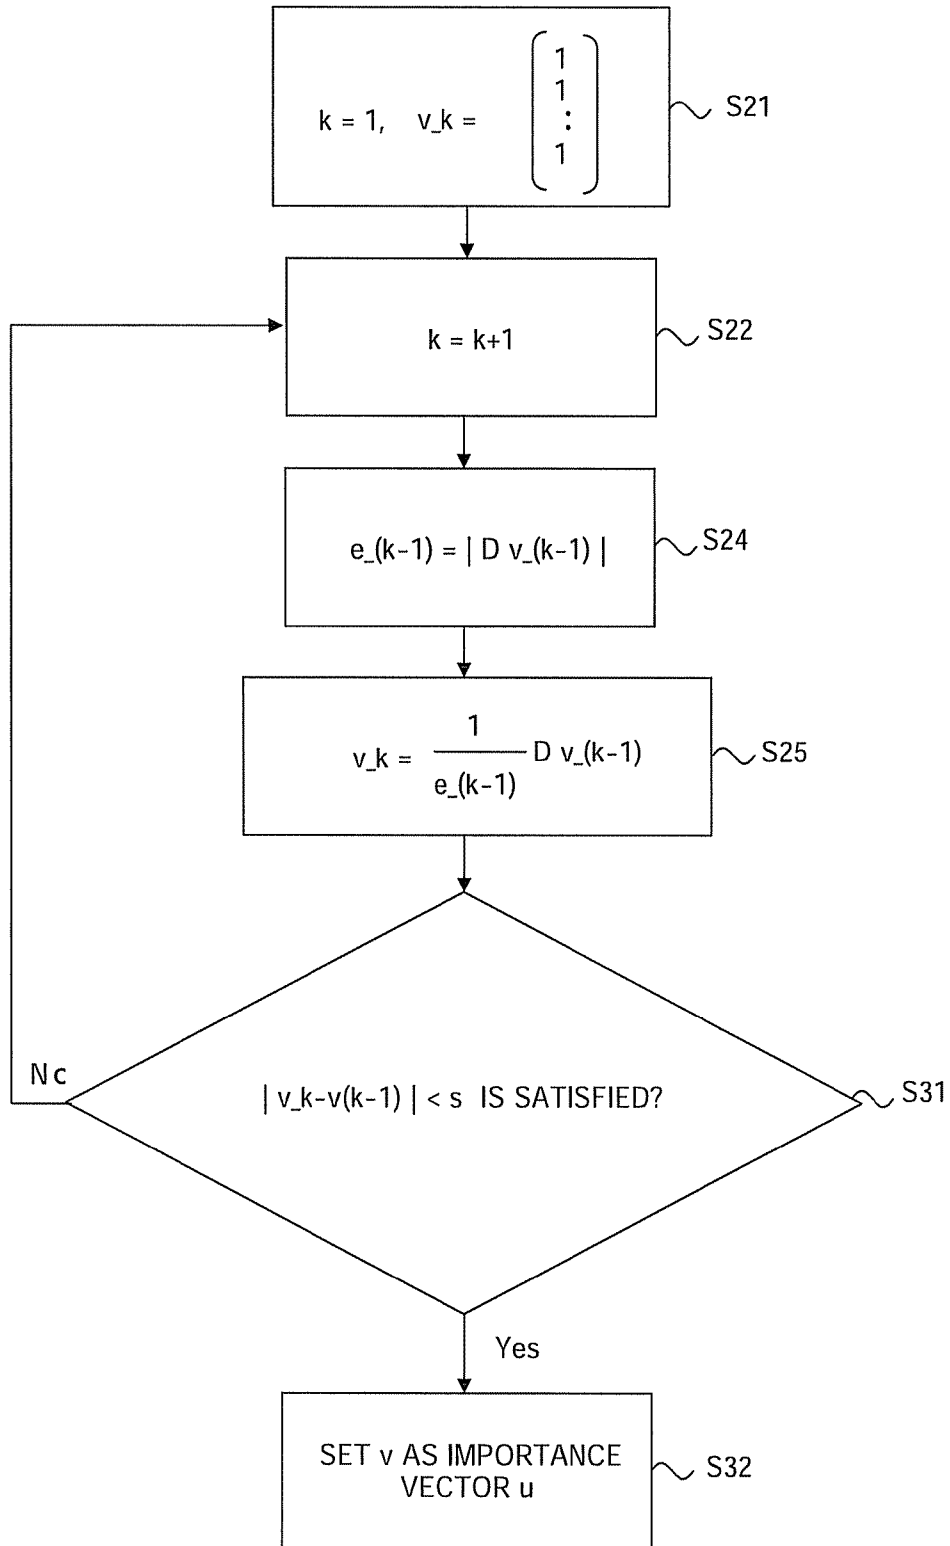 k = 1, v_k =
1
1
:
1
S21
k = k+1
S22
e_(k-1) = | D v_(k-1) |
S24
v_k = 1 / e_(k-1) D v_(k-1)
S25
| v_k-v(k-1) | < s IS SATISFIED?
S31
Nc
Yes
SET v AS IMPORTANCE
VECTOR u
S32